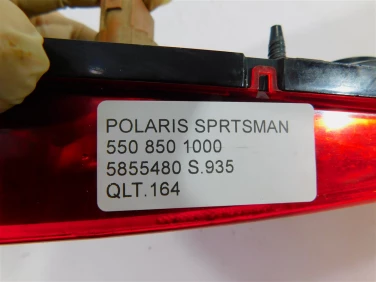 POLARIS SPRTSMAN
550 850 1000
5855480 S.935
QLT.164